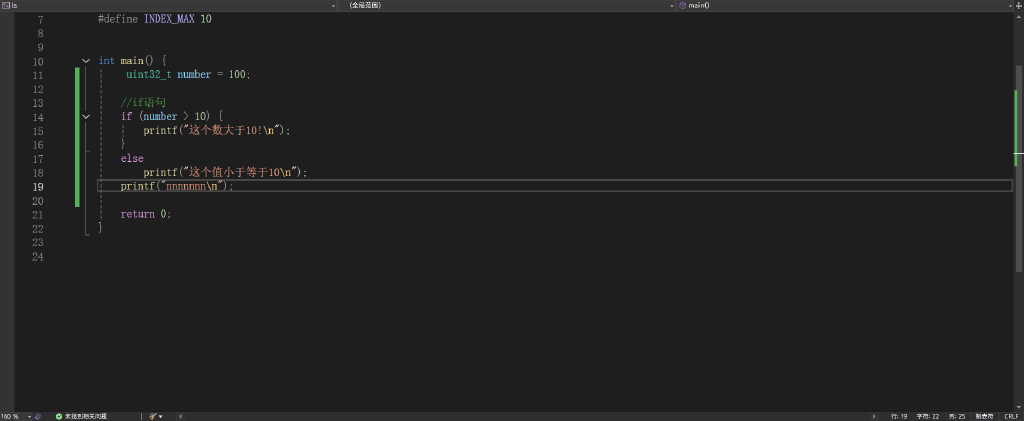 ls (全局范围) main()
7 #define INDEX_MAX 10
8
9
10 int main() {
11 uint32_t number = 100;
12
13 //if语句
14 if (number > 10) {
15 printf("这个数大于10!\n");
16 }
17 else
18 printf("这个值小于等于10\n");
19 printf("nnnnnnn\n");
20
21 return 0;
22 }
23
24
160 % 未找到相关问题 行: 19 字符: 22 列: 25 制表符 CRLF